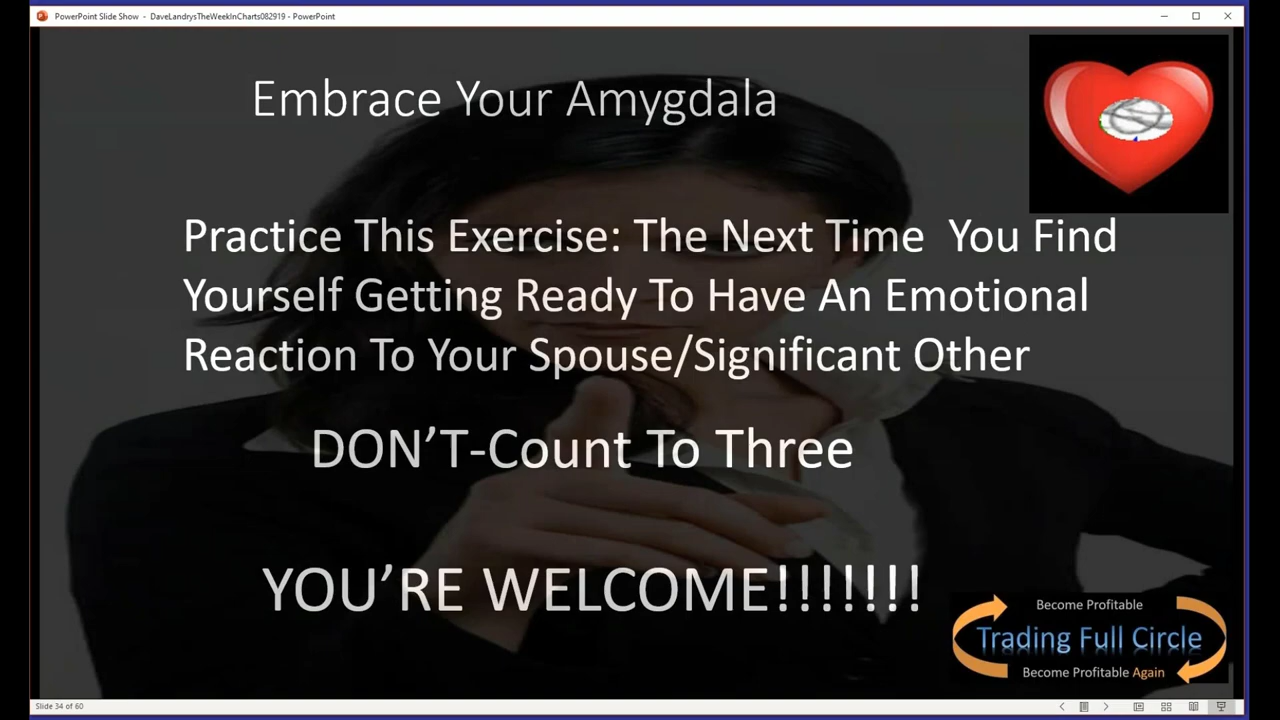 PowerPoint Slide Show - DaveLandrysTheWeekInCharts082919 - PowerPoint
Embrace Your Amygdala
Practice This Exercise: The Next Time You Find
Yourself Getting Ready To Have An Emotional
Reaction To Your Spouse/Significant Other
DON’T-Count To Three
YOU’RE WELCOME!!!!!!!
Become Profitable
Trading Full Circle
Become Profitable Again
Slide 34 of 60